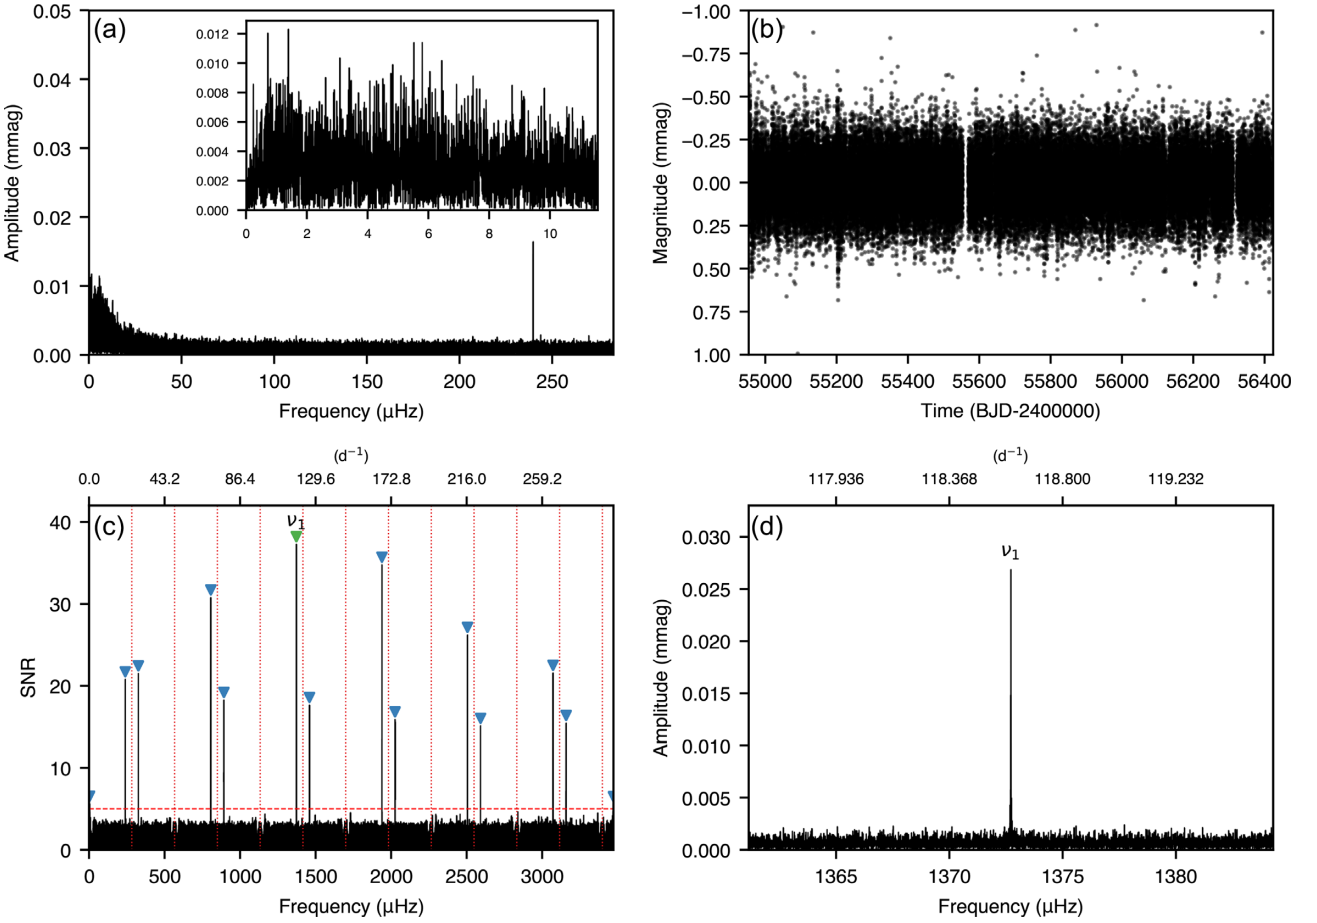 (a)
0.05
0.04
0.03
0.02
0.01
0.00
Amplitude (mmag)
0.012
0.010
0.008
0.006
0.004
0.002
0.000
0 2 4 6 8 10
0 50 100 150 200 250
Frequency (μHz)
(b)
−1.00
−0.75
−0.50
−0.25
0.00
0.25
0.50
0.75
1.00
Magnitude (mmag)
55000 55200 55400 55600 55800 56000 56200 56400
Time (BJD-2400000)
(d⁻¹)
0.0 43.2 86.4 129.6 172.8 216.0 259.2
(c)
ν₁
40
30
20
10
0
SNR
0 500 1000 1500 2000 2500 3000
Frequency (μHz)
(d⁻¹)
117.936 118.368 118.800 119.232
(d)
ν₁
0.030
0.025
0.020
0.015
0.010
0.005
0.000
Amplitude (mmag)
1365 1370 1375 1380
Frequency (μHz)